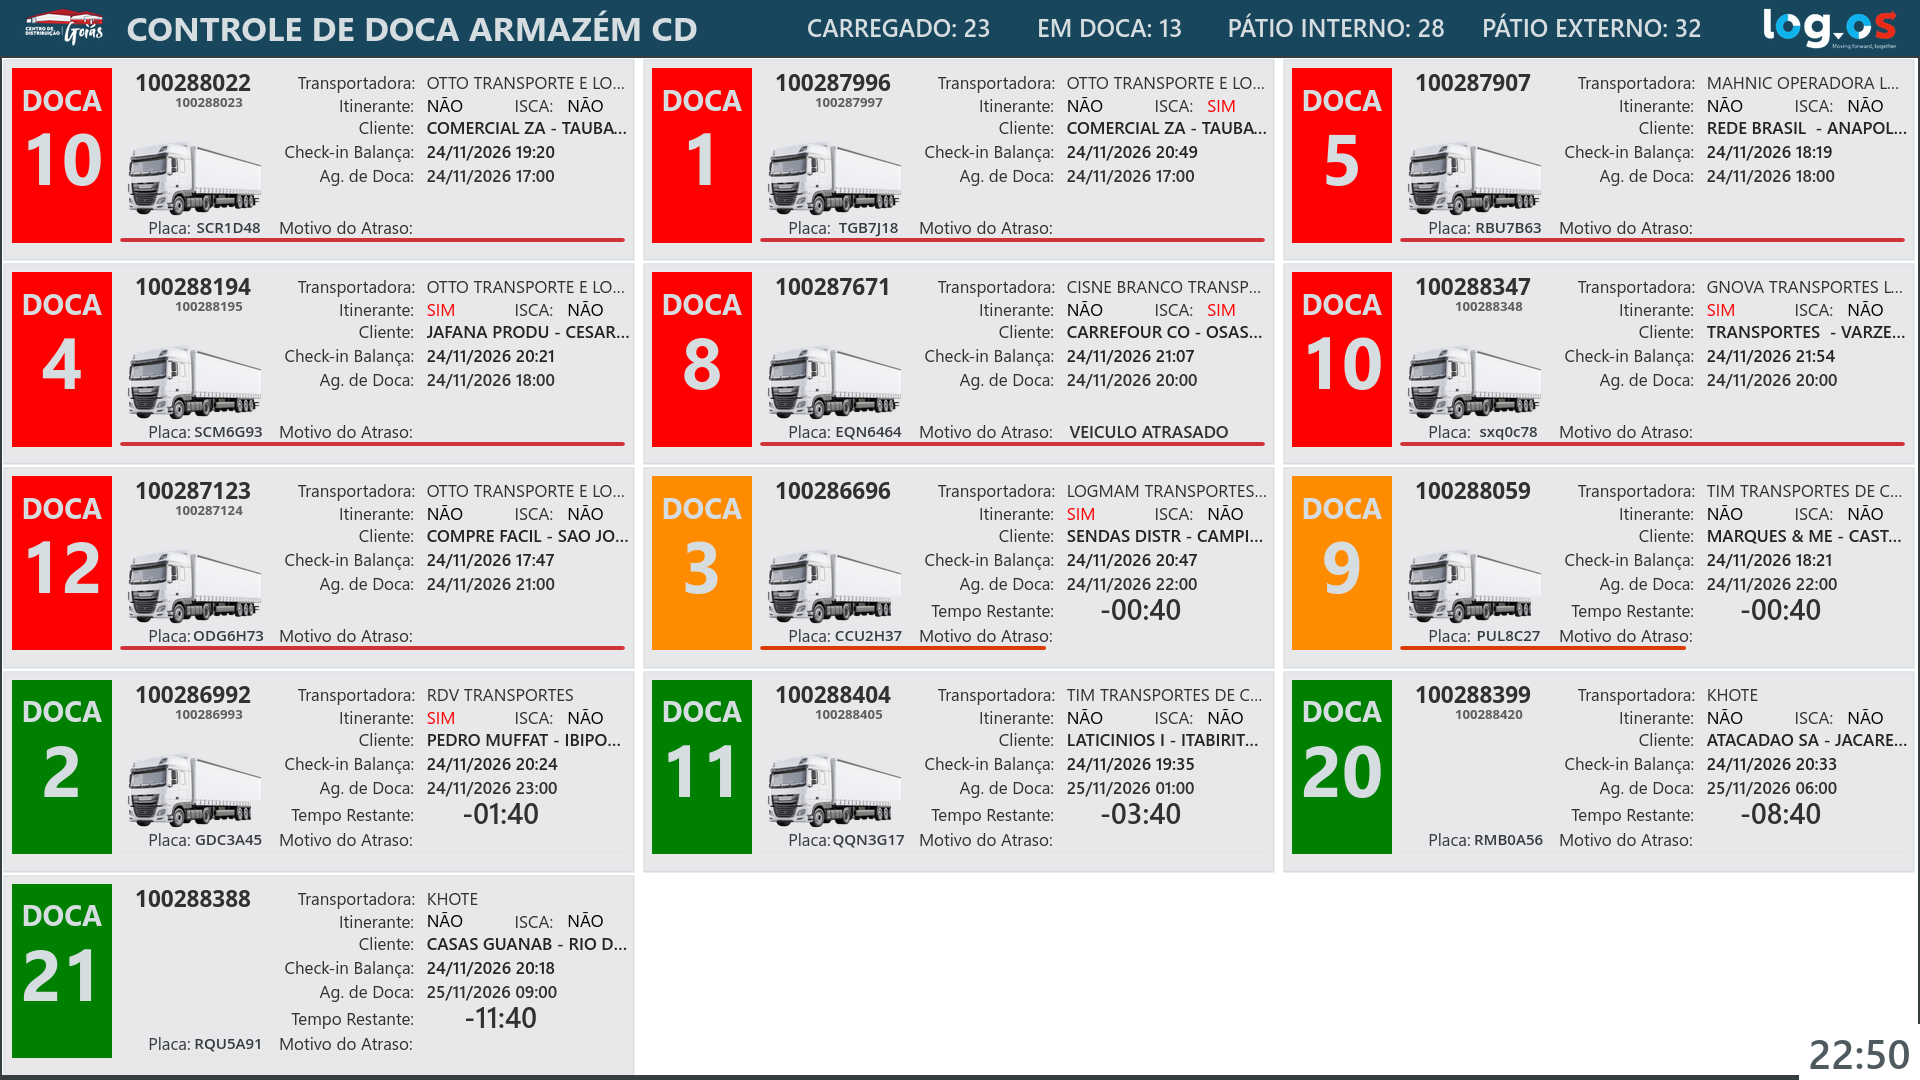 CENTRO DE DISTRIBUIÇÃO Goiás
CONTROLE DE DOCA ARMAZÉM CD
CARREGADO: 23 EM DOCA: 13 PÁTIO INTERNO: 28 PÁTIO EXTERNO: 32
log.os
Moving forward, together
DOCA
10
100288022
100288023
Transportadora: OTTO TRANSPORTE E LO...
Itinerante: NÃO ISCA: NÃO
Cliente: COMERCIAL ZA - TAUBA...
Check-in Balança: 24/11/2026 19:20
Ag. de Doca: 24/11/2026 17:00
Placa: SCR1D48 Motivo do Atraso:
DOCA
1
100287996
100287997
Transportadora: OTTO TRANSPORTE E LO...
Itinerante: NÃO ISCA: SIM
Cliente: COMERCIAL ZA - TAUBA...
Check-in Balança: 24/11/2026 20:49
Ag. de Doca: 24/11/2026 17:00
Placa: TGB7J18 Motivo do Atraso:
DOCA
5
100287907
Transportadora: MAHNIC OPERADORA L...
Itinerante: NÃO ISCA: NÃO
Cliente: REDE BRASIL - ANAPOL...
Check-in Balança: 24/11/2026 18:19
Ag. de Doca: 24/11/2026 18:00
Placa: RBU7B63 Motivo do Atraso:
DOCA
4
100288194
100288195
Transportadora: OTTO TRANSPORTE E LO...
Itinerante: SIM ISCA: NÃO
Cliente: JAFANA PRODU - CESAR...
Check-in Balança: 24/11/2026 20:21
Ag. de Doca: 24/11/2026 18:00
Placa: SCM6G93 Motivo do Atraso:
DOCA
8
100287671
Transportadora: CISNE BRANCO TRANSP...
Itinerante: NÃO ISCA: SIM
Cliente: CARREFOUR CO - OSAS...
Check-in Balança: 24/11/2026 21:07
Ag. de Doca: 24/11/2026 20:00
Placa: EQN6464 Motivo do Atraso: VEICULO ATRASADO
DOCA
10
100288347
100288348
Transportadora: GNOVA TRANSPORTES L...
Itinerante: SIM ISCA: NÃO
Cliente: TRANSPORTES - VARZE...
Check-in Balança: 24/11/2026 21:54
Ag. de Doca: 24/11/2026 20:00
Placa: sxq0c78 Motivo do Atraso:
DOCA
12
100287123
100287124
Transportadora: OTTO TRANSPORTE E LO...
Itinerante: NÃO ISCA: NÃO
Cliente: COMPRE FACIL - SAO JO...
Check-in Balança: 24/11/2026 17:47
Ag. de Doca: 24/11/2026 21:00
Placa: ODG6H73 Motivo do Atraso:
DOCA
3
100286696
Transportadora: LOGMAM TRANSPORTES...
Itinerante: SIM ISCA: NÃO
Cliente: SENDAS DISTR - CAMPI...
Check-in Balança: 24/11/2026 20:47
Ag. de Doca: 24/11/2026 22:00
Tempo Restante: -00:40
Placa: CCU2H37 Motivo do Atraso:
DOCA
9
100288059
Transportadora: TIM TRANSPORTES DE C...
Itinerante: NÃO ISCA: NÃO
Cliente: MARQUES & ME - CAST...
Check-in Balança: 24/11/2026 18:21
Ag. de Doca: 24/11/2026 22:00
Tempo Restante: -00:40
Placa: PUL8C27 Motivo do Atraso:
DOCA
2
100286992
100286993
Transportadora: RDV TRANSPORTES
Itinerante: SIM ISCA: NÃO
Cliente: PEDRO MUFFAT - IBIPO...
Check-in Balança: 24/11/2026 20:24
Ag. de Doca: 24/11/2026 23:00
Tempo Restante: -01:40
Placa: GDC3A45 Motivo do Atraso:
DOCA
11
100288404
100288405
Transportadora: TIM TRANSPORTES DE C...
Itinerante: NÃO ISCA: NÃO
Cliente: LATICINIOS I - ITABIRIT...
Check-in Balança: 24/11/2026 19:35
Ag. de Doca: 25/11/2026 01:00
Tempo Restante: -03:40
Placa: QQN3G17 Motivo do Atraso:
DOCA
20
100288399
100288420
Transportadora: KHOTE
Itinerante: NÃO ISCA: NÃO
Cliente: ATACADAO SA - JACARE...
Check-in Balança: 24/11/2026 20:33
Ag. de Doca: 25/11/2026 06:00
Tempo Restante: -08:40
Placa: RMB0A56 Motivo do Atraso:
DOCA
21
100288388
Transportadora: KHOTE
Itinerante: NÃO ISCA: NÃO
Cliente: CASAS GUANAB - RIO D...
Check-in Balança: 24/11/2026 20:18
Ag. de Doca: 25/11/2026 09:00
Tempo Restante: -11:40
Placa: RQU5A91 Motivo do Atraso:
22:50